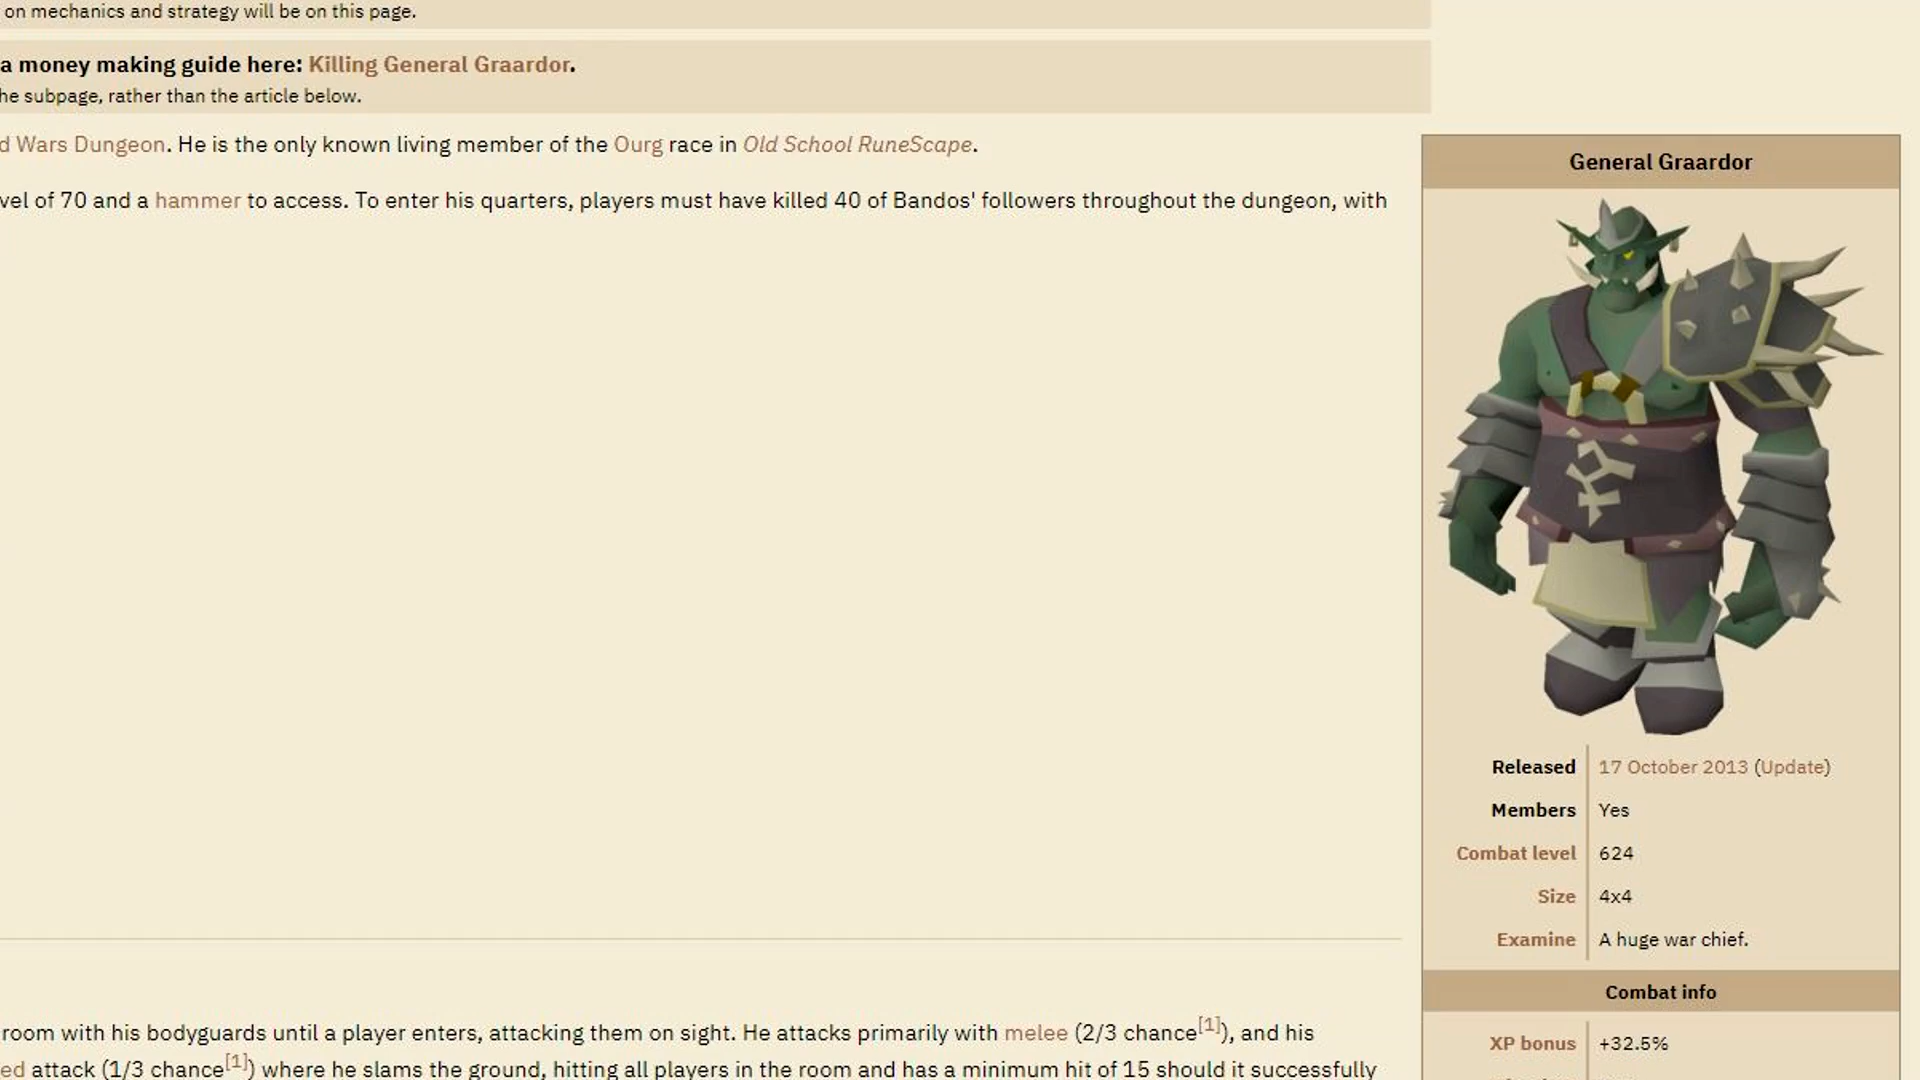 on mechanics and strategy will be on this page.
a money making guide here: Killing General Graardor.
he subpage, rather than the article below.
d Wars Dungeon. He is the only known living member of the Ourg race in Old School RuneScape.
vel of 70 and a hammer to access. To enter his quarters, players must have killed 40 of Bandos' followers throughout the dungeon, with
General Graardor
Released 17 October 2013 (Update)
Members Yes
Combat level 624
Size 4x4
Examine A huge war chief.
Combat info
XP bonus +32.5%
room with his bodyguards until a player enters, attacking them on sight. He attacks primarily with melee (2/3 chance[1]), and his
ed attack (1/3 chance[1]) where he slams the ground, hitting all players in the room and has a minimum hit of 15 should it successfully